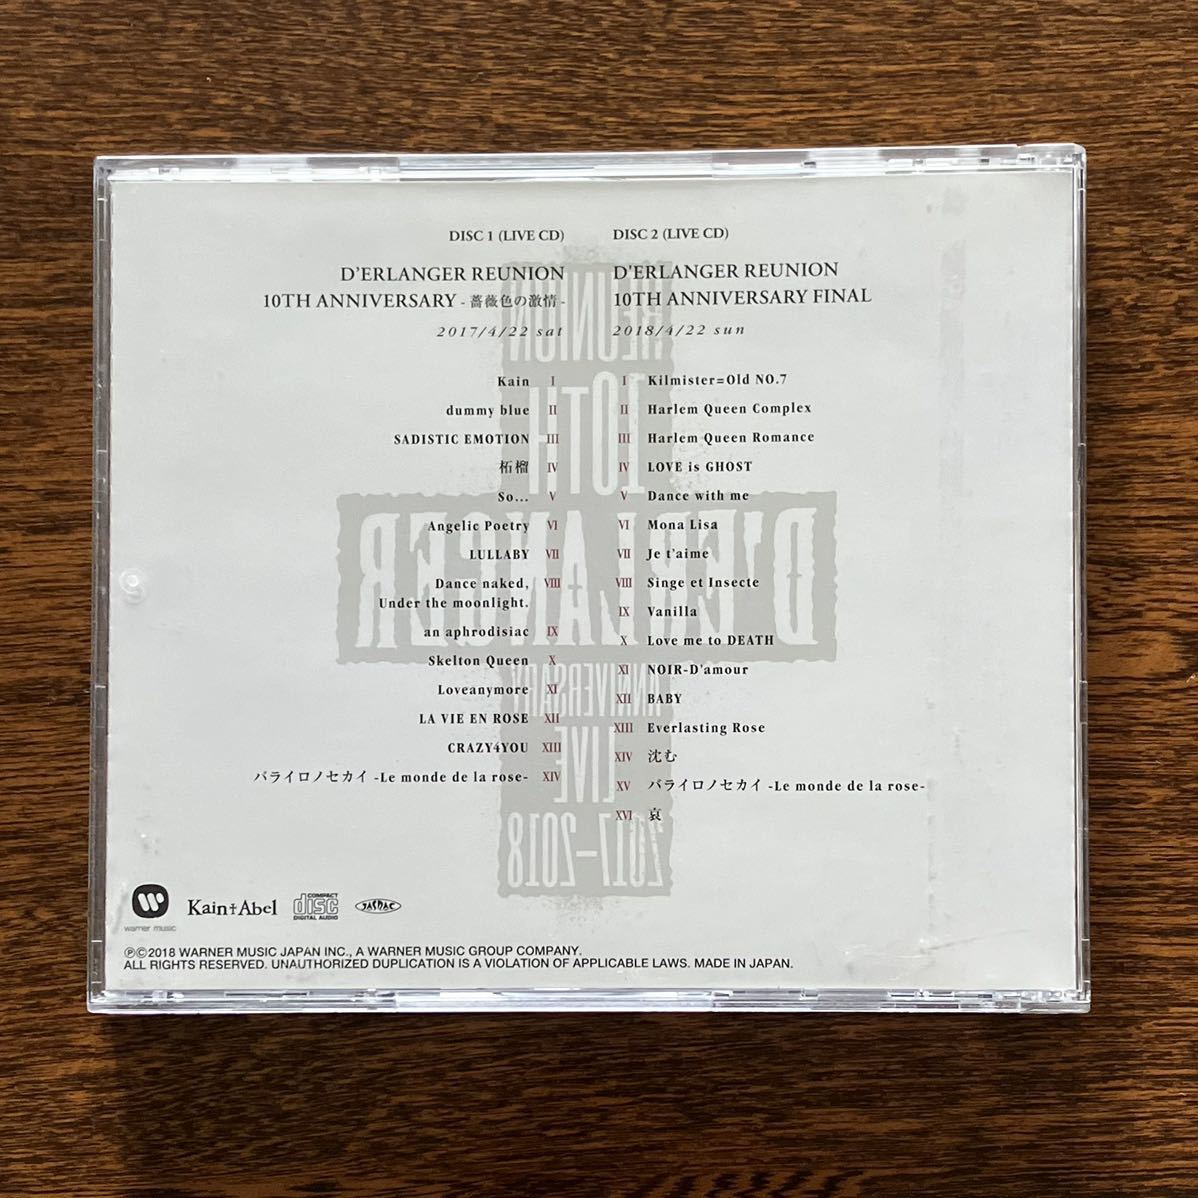 DISC 1 (LIVE CD)
D'ERLANGER REUNION
10TH ANNIVERSARY - 薔薇色の激情 -
2017/4/22 sat
Kain I
dummy blue II
SADISTIC EMOTION III
柘榴 IV
So... V
Angelic Poetry VI
LULLABY VII
Dance naked, VIII
Under the moonlight.
an aphrodisiac IX
Skelton Queen X
Loveanymore XI
LA VIE EN ROSE XII
CRAZY4YOU XIII
バライロノセカイ -Le monde de la rose- XIV
DISC 2 (LIVE CD)
D'ERLANGER REUNION
10TH ANNIVERSARY FINAL
2018/4/22 sun
I Kilmister=Old NO.7
II Harlem Queen Complex
III Harlem Queen Romance
IV LOVE is GHOST
V Dance with me
VI Mona Lisa
VII Je t'aime
VIII Singe et Insecte
IX Vanilla
X Love me to DEATH
XI NOIR-D'amour
XII BABY
XIII Everlasting Rose
XIV 沈む
XV バライロノセカイ -Le monde de la rose-
XVI 哀
REUNION
10TH
D'ERLANGER
ANNIVERSARY
LIVE
2017-2018
warner music
Kain†Abel
COMPACT
disc
DIGITAL AUDIO
JASRAC
℗©2018 WARNER MUSIC JAPAN INC., A WARNER MUSIC GROUP COMPANY.
ALL RIGHTS RESERVED. UNAUTHORIZED DUPLICATION IS A VIOLATION OF APPLICABLE LAWS. MADE IN JAPAN.